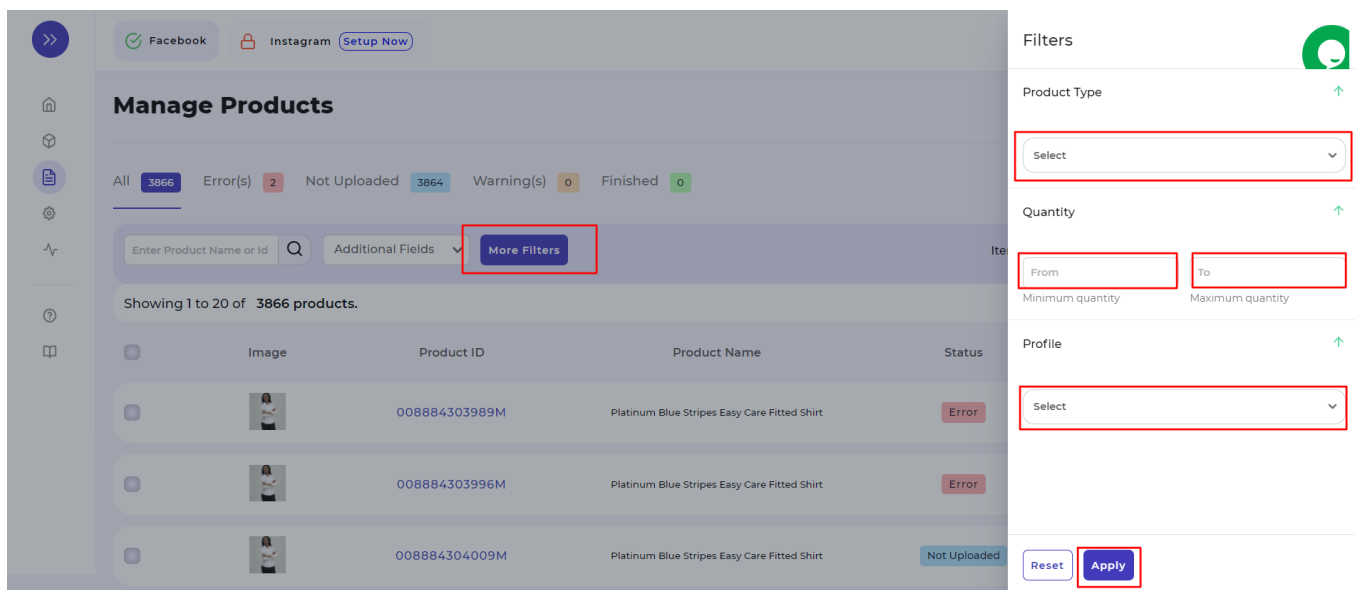 Facebook
Instagram Setup Now
Manage Products
All 3866 Error(s) 2 Not Uploaded 3864 Warning(s) 0 Finished 0
Enter Product Name or Id Additional Fields More Filters Ite
Showing 1 to 20 of 3866 products.
Image Product ID Product Name Status
008884303989M Platinum Blue Stripes Easy Care Fitted Shirt Error
008884303996M Platinum Blue Stripes Easy Care Fitted Shirt Error
008884304009M Platinum Blue Stripes Easy Care Fitted Shirt Not Uploaded
Filters
Product Type
Select
Quantity
From To
Minimum quantity Maximum quantity
Profile
Select
Reset Apply